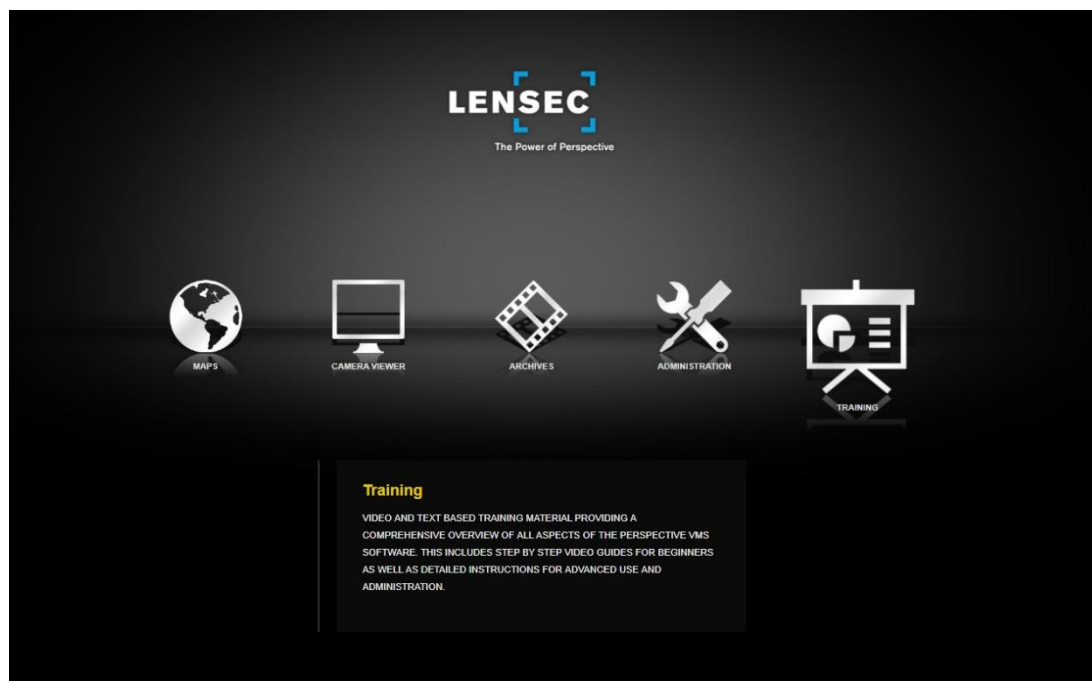 LENSEC
The Power of Perspective
MAPS
CAMERA VIEWER
ARCHIVES
ADMINISTRATION
TRAINING
Training
VIDEO AND TEXT BASED TRAINING MATERIAL PROVIDING A
COMPREHENSIVE OVERVIEW OF ALL ASPECTS OF THE PERSPECTIVE VMS
SOFTWARE. THIS INCLUDES STEP BY STEP VIDEO GUIDES FOR BEGINNERS
AS WELL AS DETAILED INSTRUCTIONS FOR ADVANCED USE AND
ADMINISTRATION.